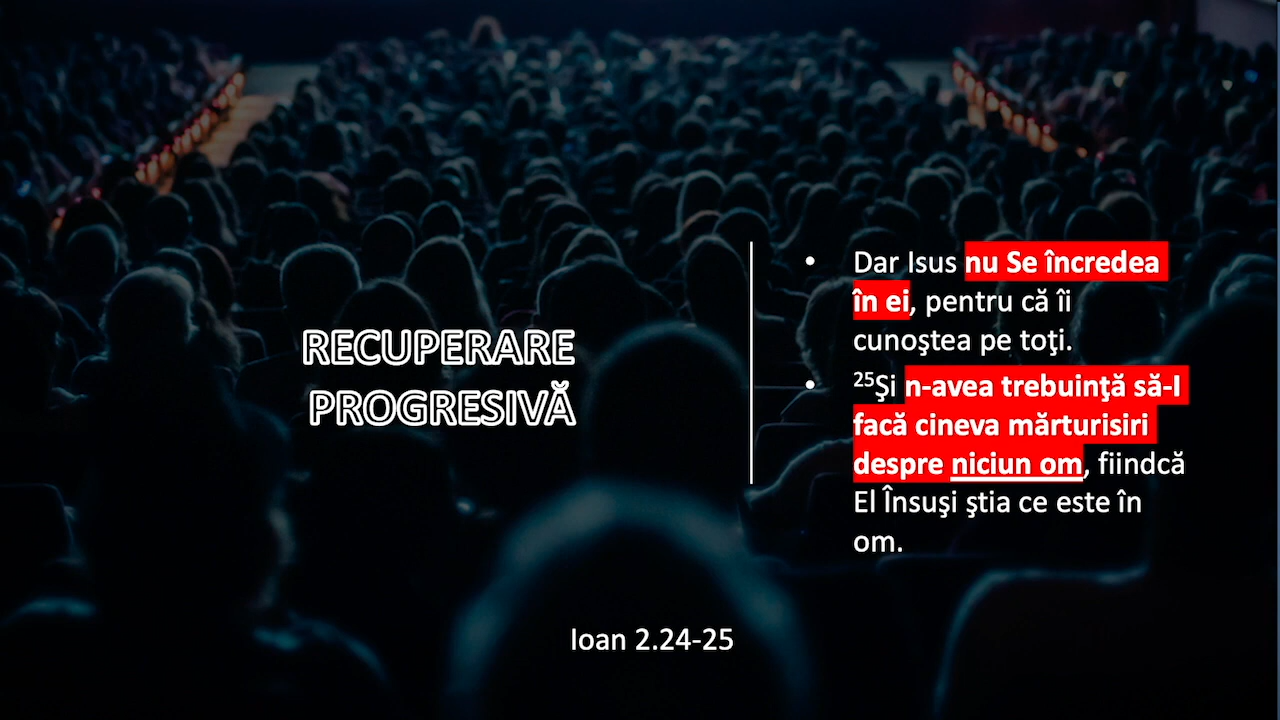 RECUPERARE
PROGRESIVĂ
• Dar Isus nu Se încredea
în ei, pentru că îi
cunoştea pe toţi.
• ²⁵Şi n-avea trebuinţă să-I
facă cineva mărturisiri
despre niciun om, fiindcă
El Însuşi ştia ce este în
om.
Ioan 2.24-25